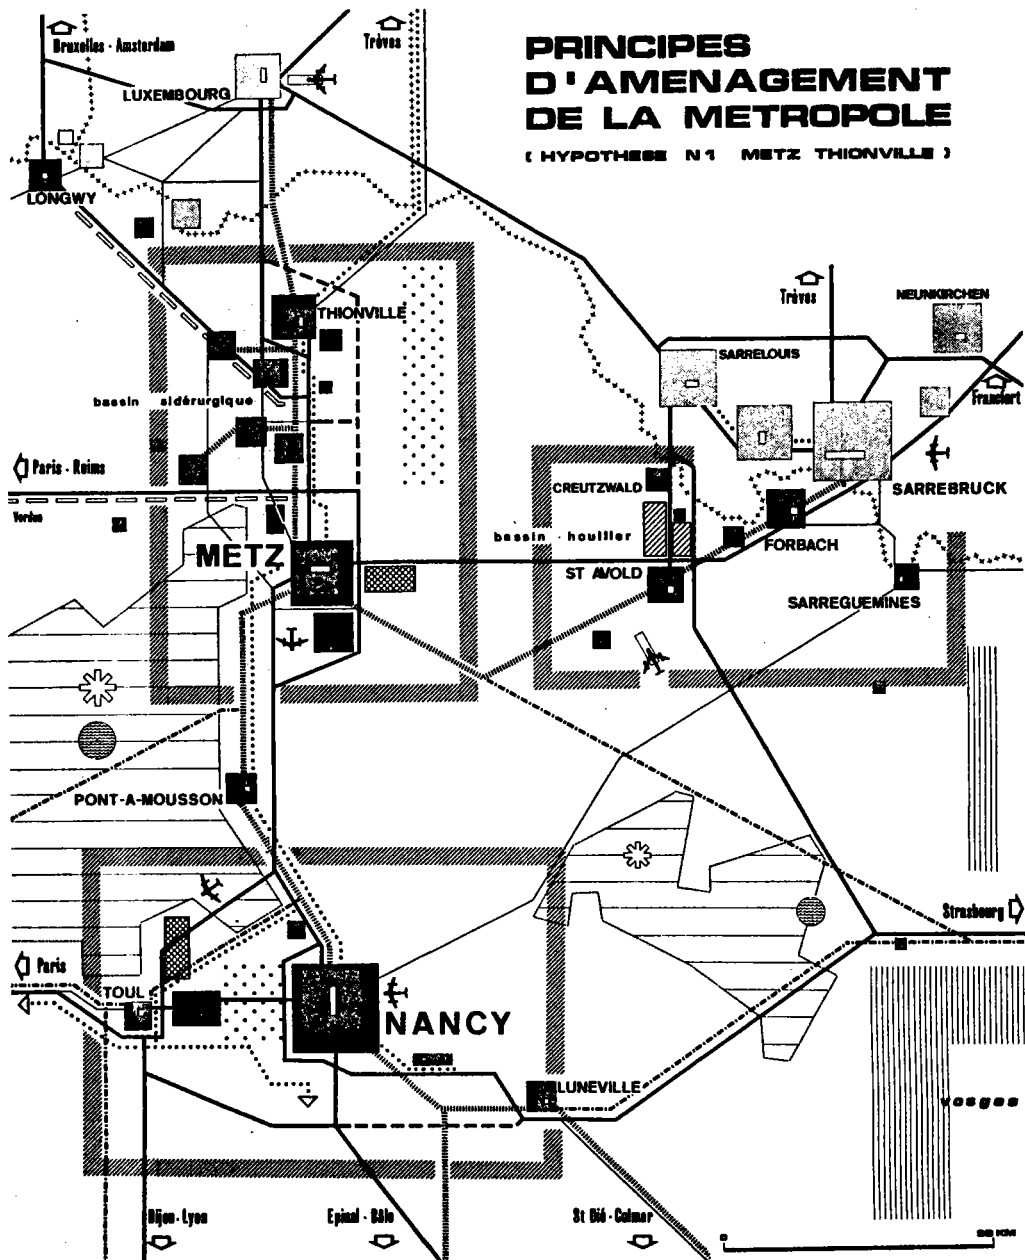 PRINCIPES
D'AMENAGEMENT
DE LA METROPOLE
( HYPOTHESE N 1 METZ THIONVILLE )
Bruxelles - Amsterdam
Trèves
LUXEMBOURG
LONGWY
THIONVILLE
Trèves
NEUNKIRCHEN
SARRELOUIS
Francfort
bassin sidérurgique
Paris - Reims
SARREBRUCK
CREUTZWALD
Verdun
bassin houiller
FORBACH
METZ
ST AVOLD
SARREGUEMINES
PONT-A-MOUSSON
Strasbourg
Paris
TOUL
NANCY
LUNEVILLE
vosges
Dijon - Lyon
Epinal - Bâle
St Dié - Colmar
0
KM